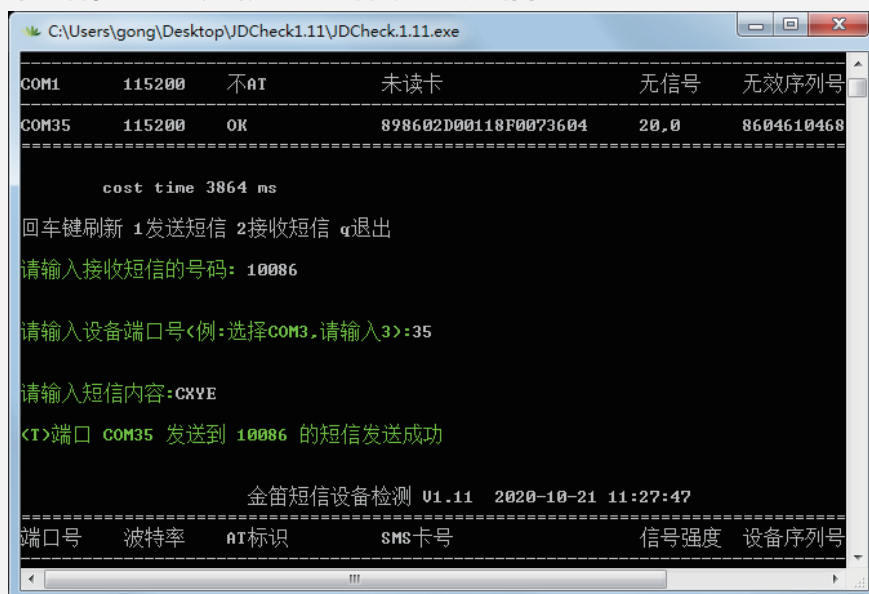 C:\Users\gong\Desktop\JDCheck1.11\JDCheck.1.11.exe
COM1 115200 不AT 未读卡 无信号 无效序列号
COM35 115200 OK 898602D00118F0073604 20,0 8604610468
cost time 3864 ms
回车键刷新 1发送短信 2接收短信 q退出
请输入接收短信的号码: 10086
请输入设备端口号(例:选择COM3,请输入3):35
请输入短信内容:CXYE
(T)端口 COM35 发送到 10086 的短信发送成功
金笛短信设备检测 V1.11 2020-10-21 11:27:47
端口号 波特率 AT标识 SMS卡号 信号强度 设备序列号